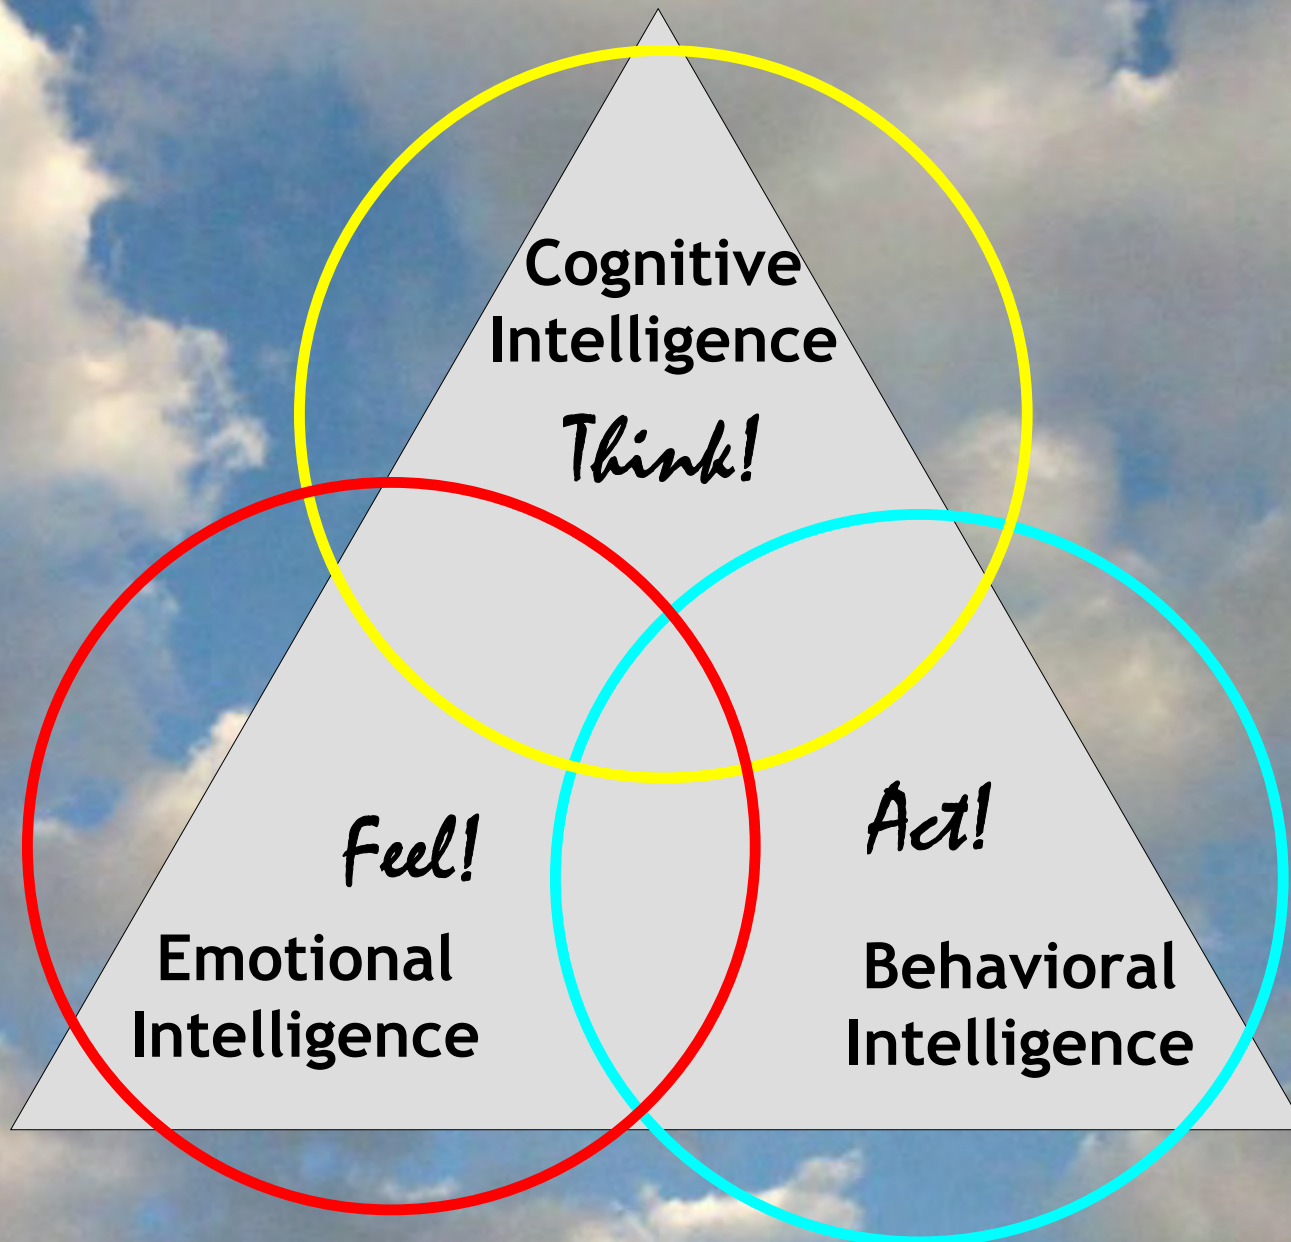 Cognitive
Intelligence
Think!
Feel!
Act!
Emotional
Intelligence
Behavioral
Intelligence